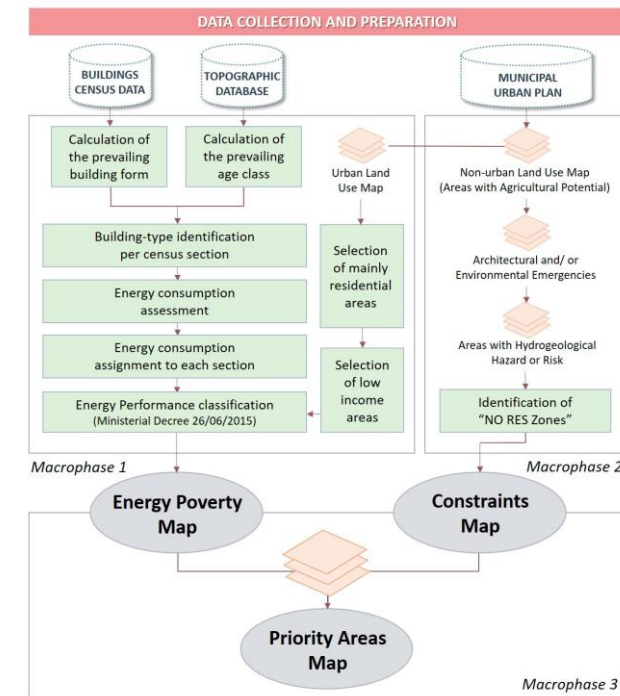 DATA COLLECTION AND PREPARATION
BUILDINGS
CENSUS DATA
TOPOGRAPHIC
DATABASE
MUNICIPAL
URBAN PLAN
Calculation of
the prevailing
building form
Calculation of
the prevailing
age class
Urban Land
Use Map
Non-urban Land Use Map
(Areas with Agricultural Potential)
Building-type identification
per census section
Selection
of mainly
residential
areas
Architectural and/ or
Environmental Emergencies
Energy consumption
assessment
Energy consumption
assignment to each section
Areas with Hydrogeological
Hazard or Risk
Selection
of low
income
areas
Energy Performance classification
(Ministerial Decree 26/06/2015)
Identification of
“NO RES Zones”
Macrophase 1
Macrophase 2
Energy Poverty
Map
Constraints
Map
Priority Areas
Map
Macrophase 3